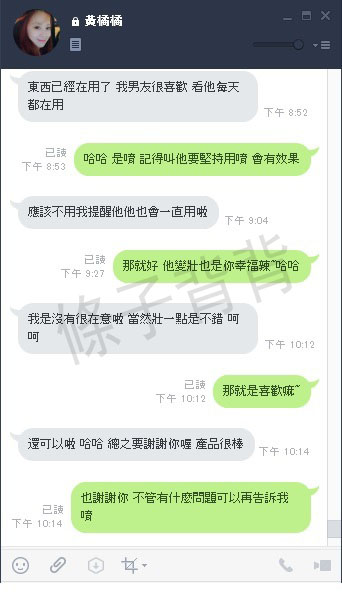 黃橘橘
東西已經在用了 我男友很喜歡 看他每天
都在用
下午 8:52
已讀
下午 8:53
哈哈 是唷 記得叫他要堅持用唷 會有效果
應該不用我提醒他他也會一直用啦
下午 9:04
已讀
下午 9:27
那就好 他變壯也是你幸福辣~哈哈
我是沒有很在意啦 當然壯一點是不錯 呵
呵
下午 10:12
已讀
下午 10:12
那就是喜歡嘛~
還可以啦 哈哈 總之要謝謝你喔 產品很棒
下午 10:14
已讀
下午 10:14
也謝謝你 不管有什麼問題可以再告訴我
唷
條子背背